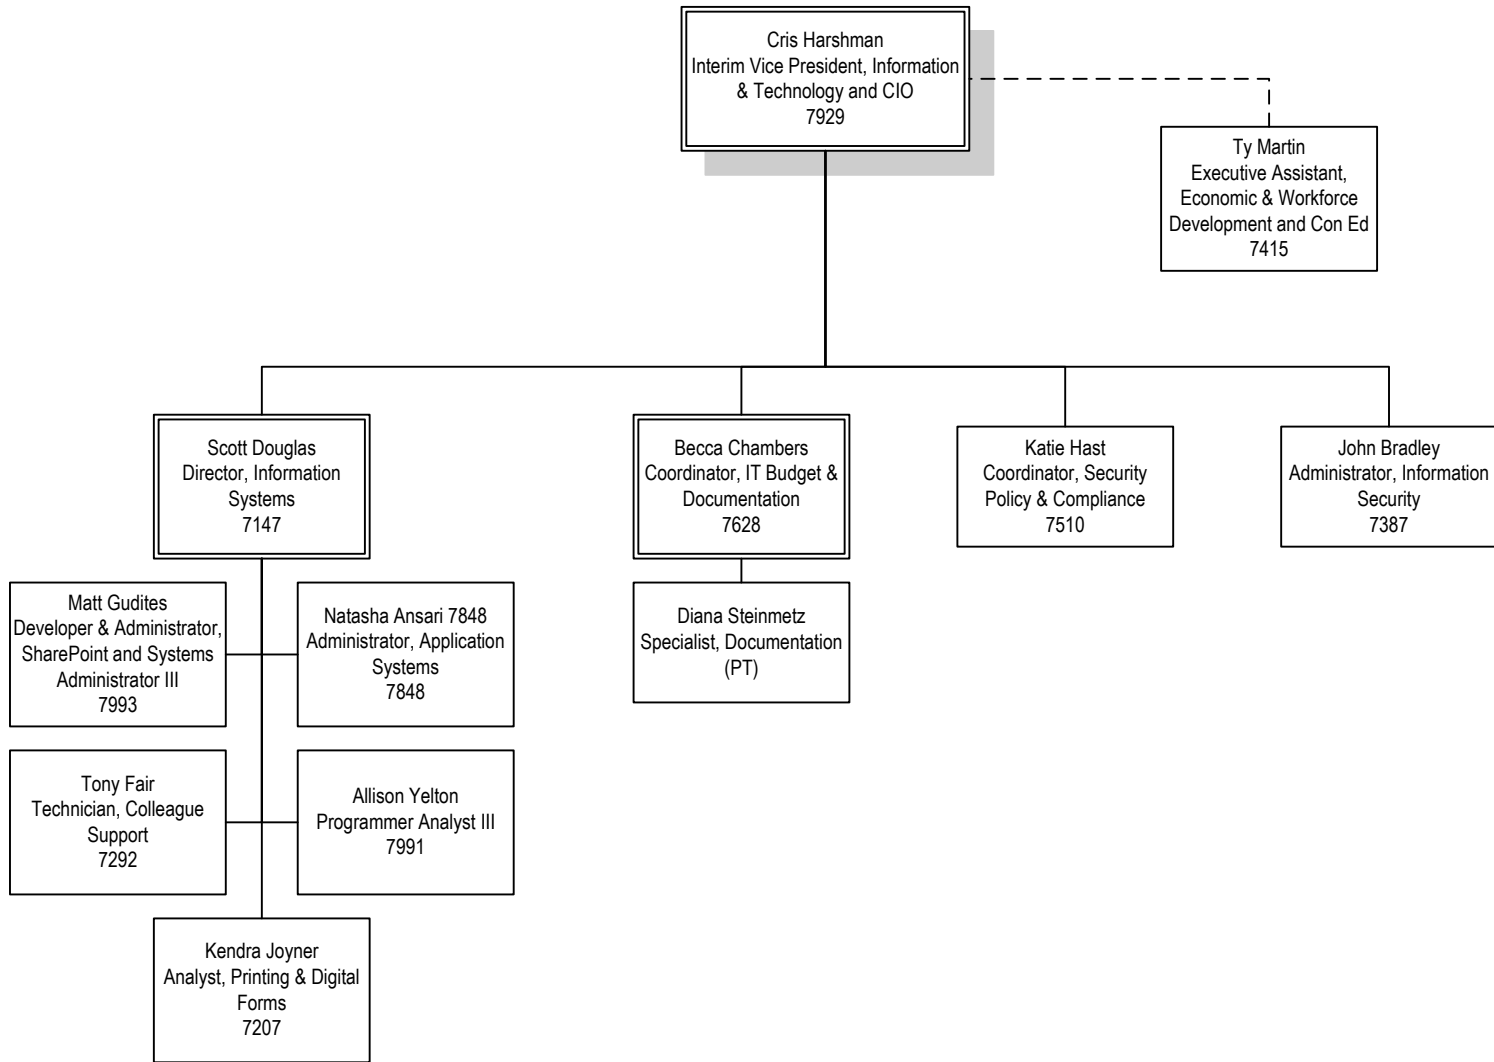 Cris Harshman
Interim Vice President, Information
& Technology and CIO
7929
Ty Martin
Executive Assistant,
Economic & Workforce
Development and Con Ed
7415
Scott Douglas
Director, Information
Systems
7147
Becca Chambers
Coordinator, IT Budget &
Documentation
7628
Katie Hast
Coordinator, Security
Policy & Compliance
7510
John Bradley
Administrator, Information
Security
7387
Matt Gudites
Developer & Administrator,
SharePoint and Systems
Administrator III
7993
Natasha Ansari 7848
Administrator, Application
Systems
7848
Diana Steinmetz
Specialist, Documentation
(PT)
Tony Fair
Technician, Colleague
Support
7292
Allison Yelton
Programmer Analyst III
7991
Kendra Joyner
Analyst, Printing & Digital
Forms
7207